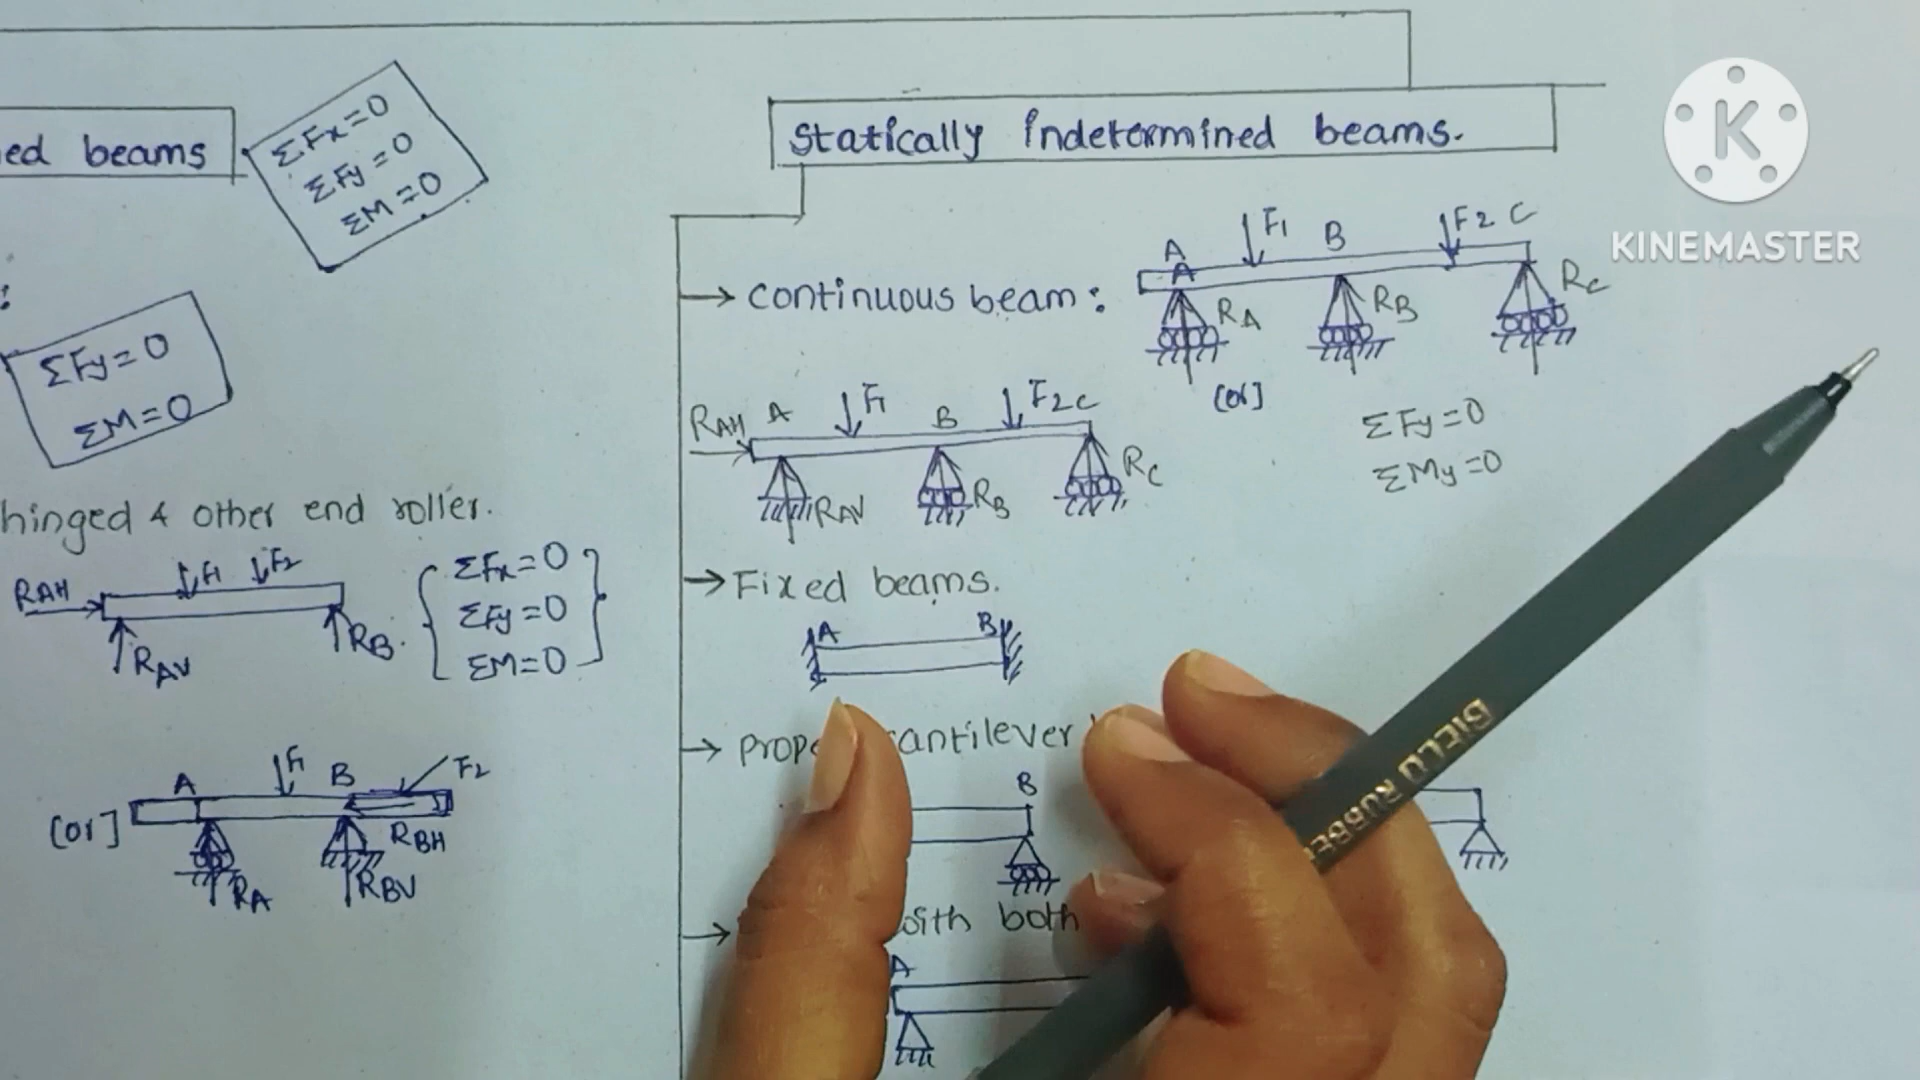 ed beams
ΣFx=0
ΣFy=0
ΣM=0
:
ΣFy=0
ΣM=0
hinged & other end roller.
RAH
F1
F2
RAV
RB.
ΣFx=0
ΣFy=0
ΣM=0
[or]
A
F1
B
F2
RA
RBV
RBH
Statically indetermined beams.
→ continuous beam:
A
A
F1
B
F2
C
RA
RB
RC
[or]
RAH
A
F1
B
F2
C
RAV
RB
RC
ΣFy=0
ΣMy=0
→ Fixed beams.
A
B
→ prop cantilever
B
→ with both
A
K
KINEMASTER